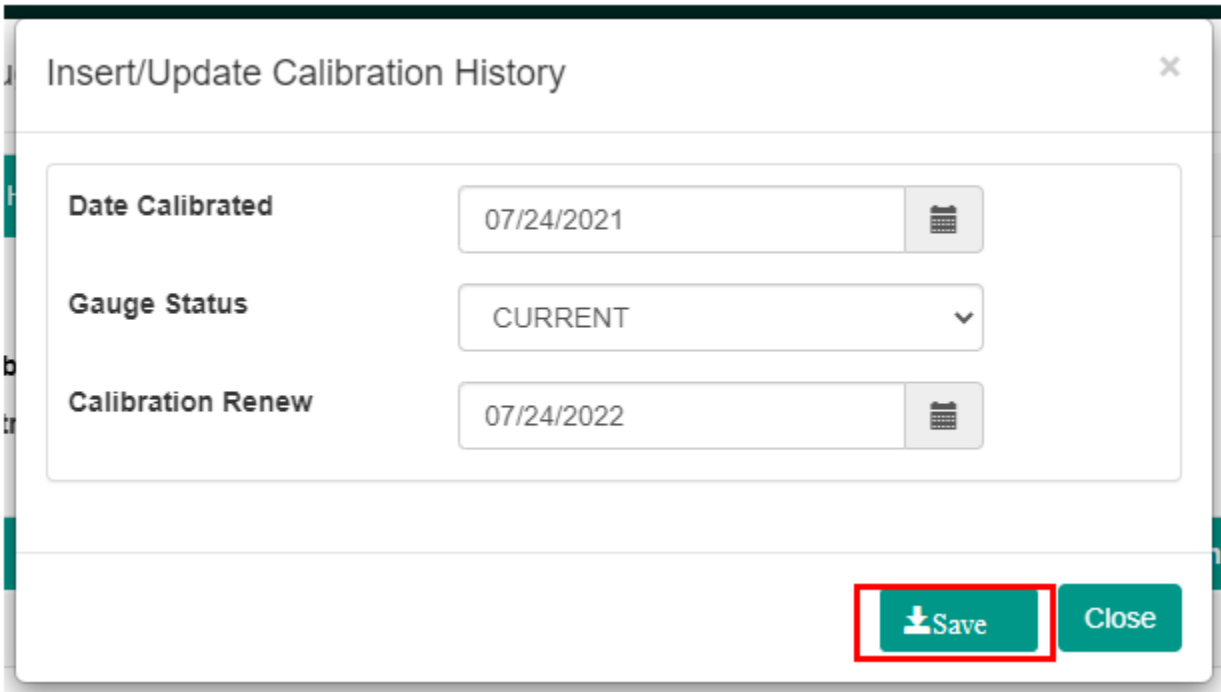 Insert/Update Calibration History ×
Date Calibrated 07/24/2021
Gauge Status CURRENT
Calibration Renew 07/24/2022
Save Close